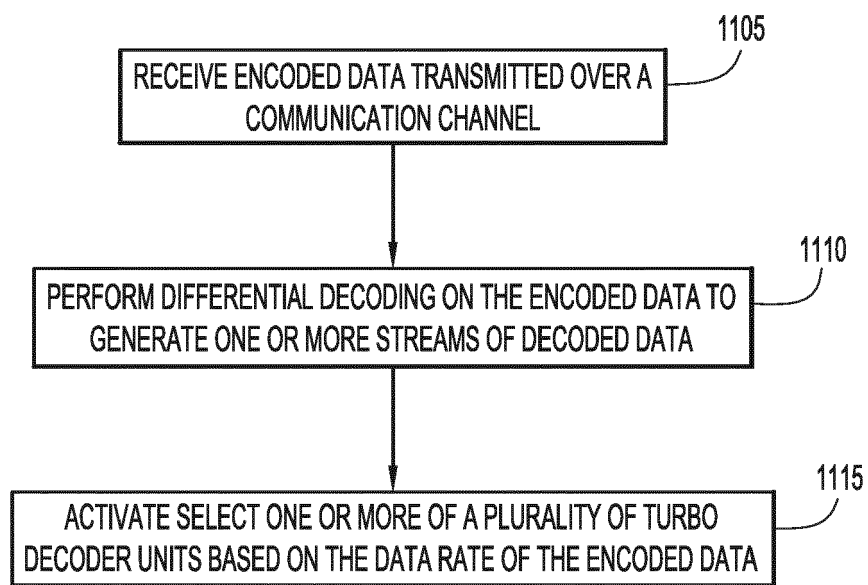 1105
RECEIVE ENCODED DATA TRANSMITTED OVER A
COMMUNICATION CHANNEL
1110
PERFORM DIFFERENTIAL DECODING ON THE ENCODED DATA TO
GENERATE ONE OR MORE STREAMS OF DECODED DATA
1115
ACTIVATE SELECT ONE OR MORE OF A PLURALITY OF TURBO
DECODER UNITS BASED ON THE DATA RATE OF THE ENCODED DATA